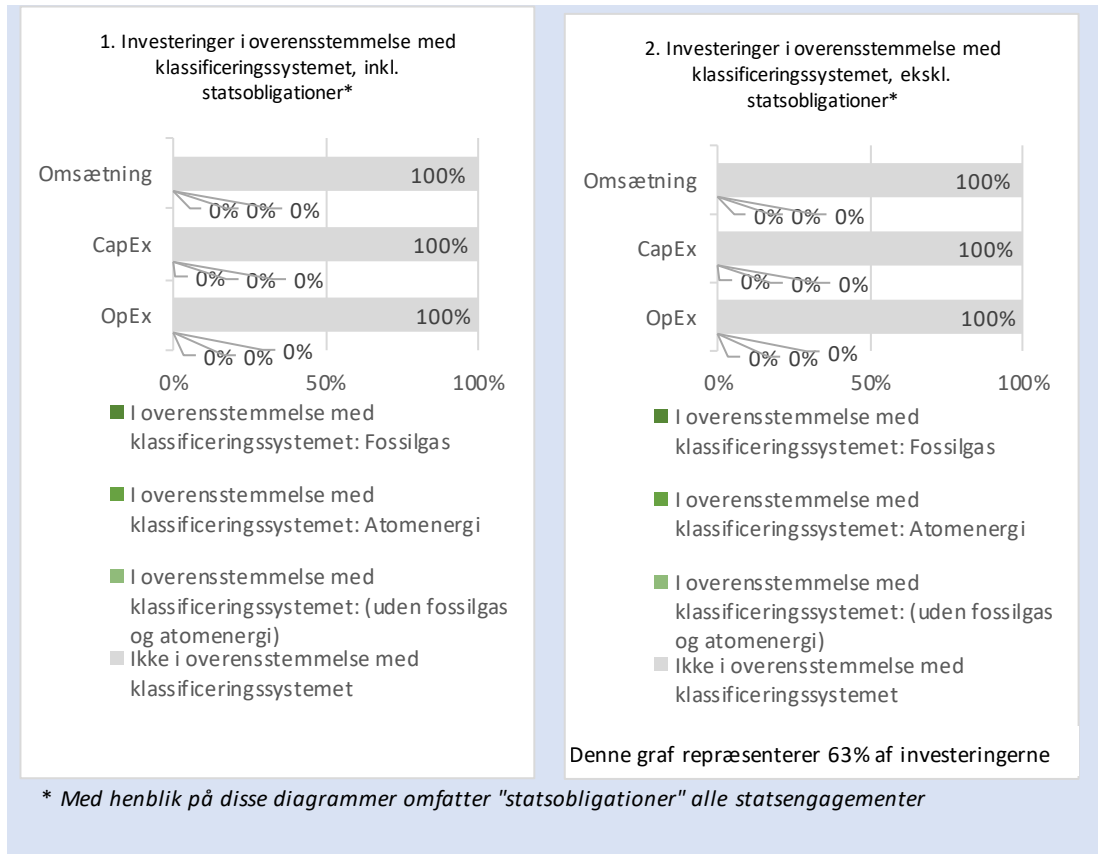 1. Investeringer i overensstemmelse med
klassificeringssystemet, inkl.
statsobligationer*
Omsætning
100%
0% 0% 0%
CapEx
100%
0% 0% 0%
OpEx
100%
0% 0% 0%
0% 50% 100%
I overensstemmelse med
klassificeringssystemet: Fossilgas
I overensstemmelse med
klassificeringssystemet: Atomenergi
I overensstemmelse med
klassificeringssystemet: (uden fossilgas
og atomenergi)
Ikke i overensstemmelse med
klassificeringssystemet
2. Investeringer i overensstemmelse med
klassificeringssystemet, ekskl.
statsobligationer*
Omsætning
100%
0% 0% 0%
CapEx
100%
0% 0% 0%
OpEx
100%
0% 0% 0%
0% 50% 100%
I overensstemmelse med
klassificeringssystemet: Fossilgas
I overensstemmelse med
klassificeringssystemet: Atomenergi
I overensstemmelse med
klassificeringssystemet: (uden fossilgas
og atomenergi)
Ikke i overensstemmelse med
klassificeringssystemet
Denne graf repræsenterer 63% af investeringerne
* Med henblik på disse diagrammer omfatter "statsobligationer" alle statsengagementer